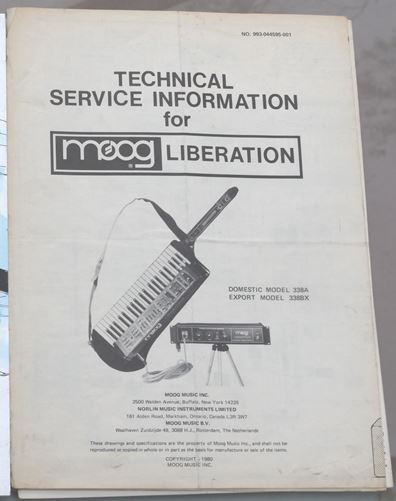 NO. 993-044595-001
TECHNICAL
SERVICE INFORMATION
for
moog LIBERATION
DOMESTIC MODEL 338A
EXPORT MODEL 338BX
MOOG MUSIC INC.
2500 Walden Avenue, Buffalo, New York 14225
NORLIN MUSIC INSTRUMENTS LIMITED
181 Alden Road, Markham, Ontario, Canada L3R 3W7
MOOG MUSIC B.V.
Waalhaven Zuidzijde 48, 3088 H.J., Rotterdam, The Netherlands
These drawings and specifications are the property of Moog Music Inc., and shall not be
reproduced or copied in whole or in part as the basis for manufacture or sale of the items.
COPYRIGHT - 1980
MOOG MUSIC INC.